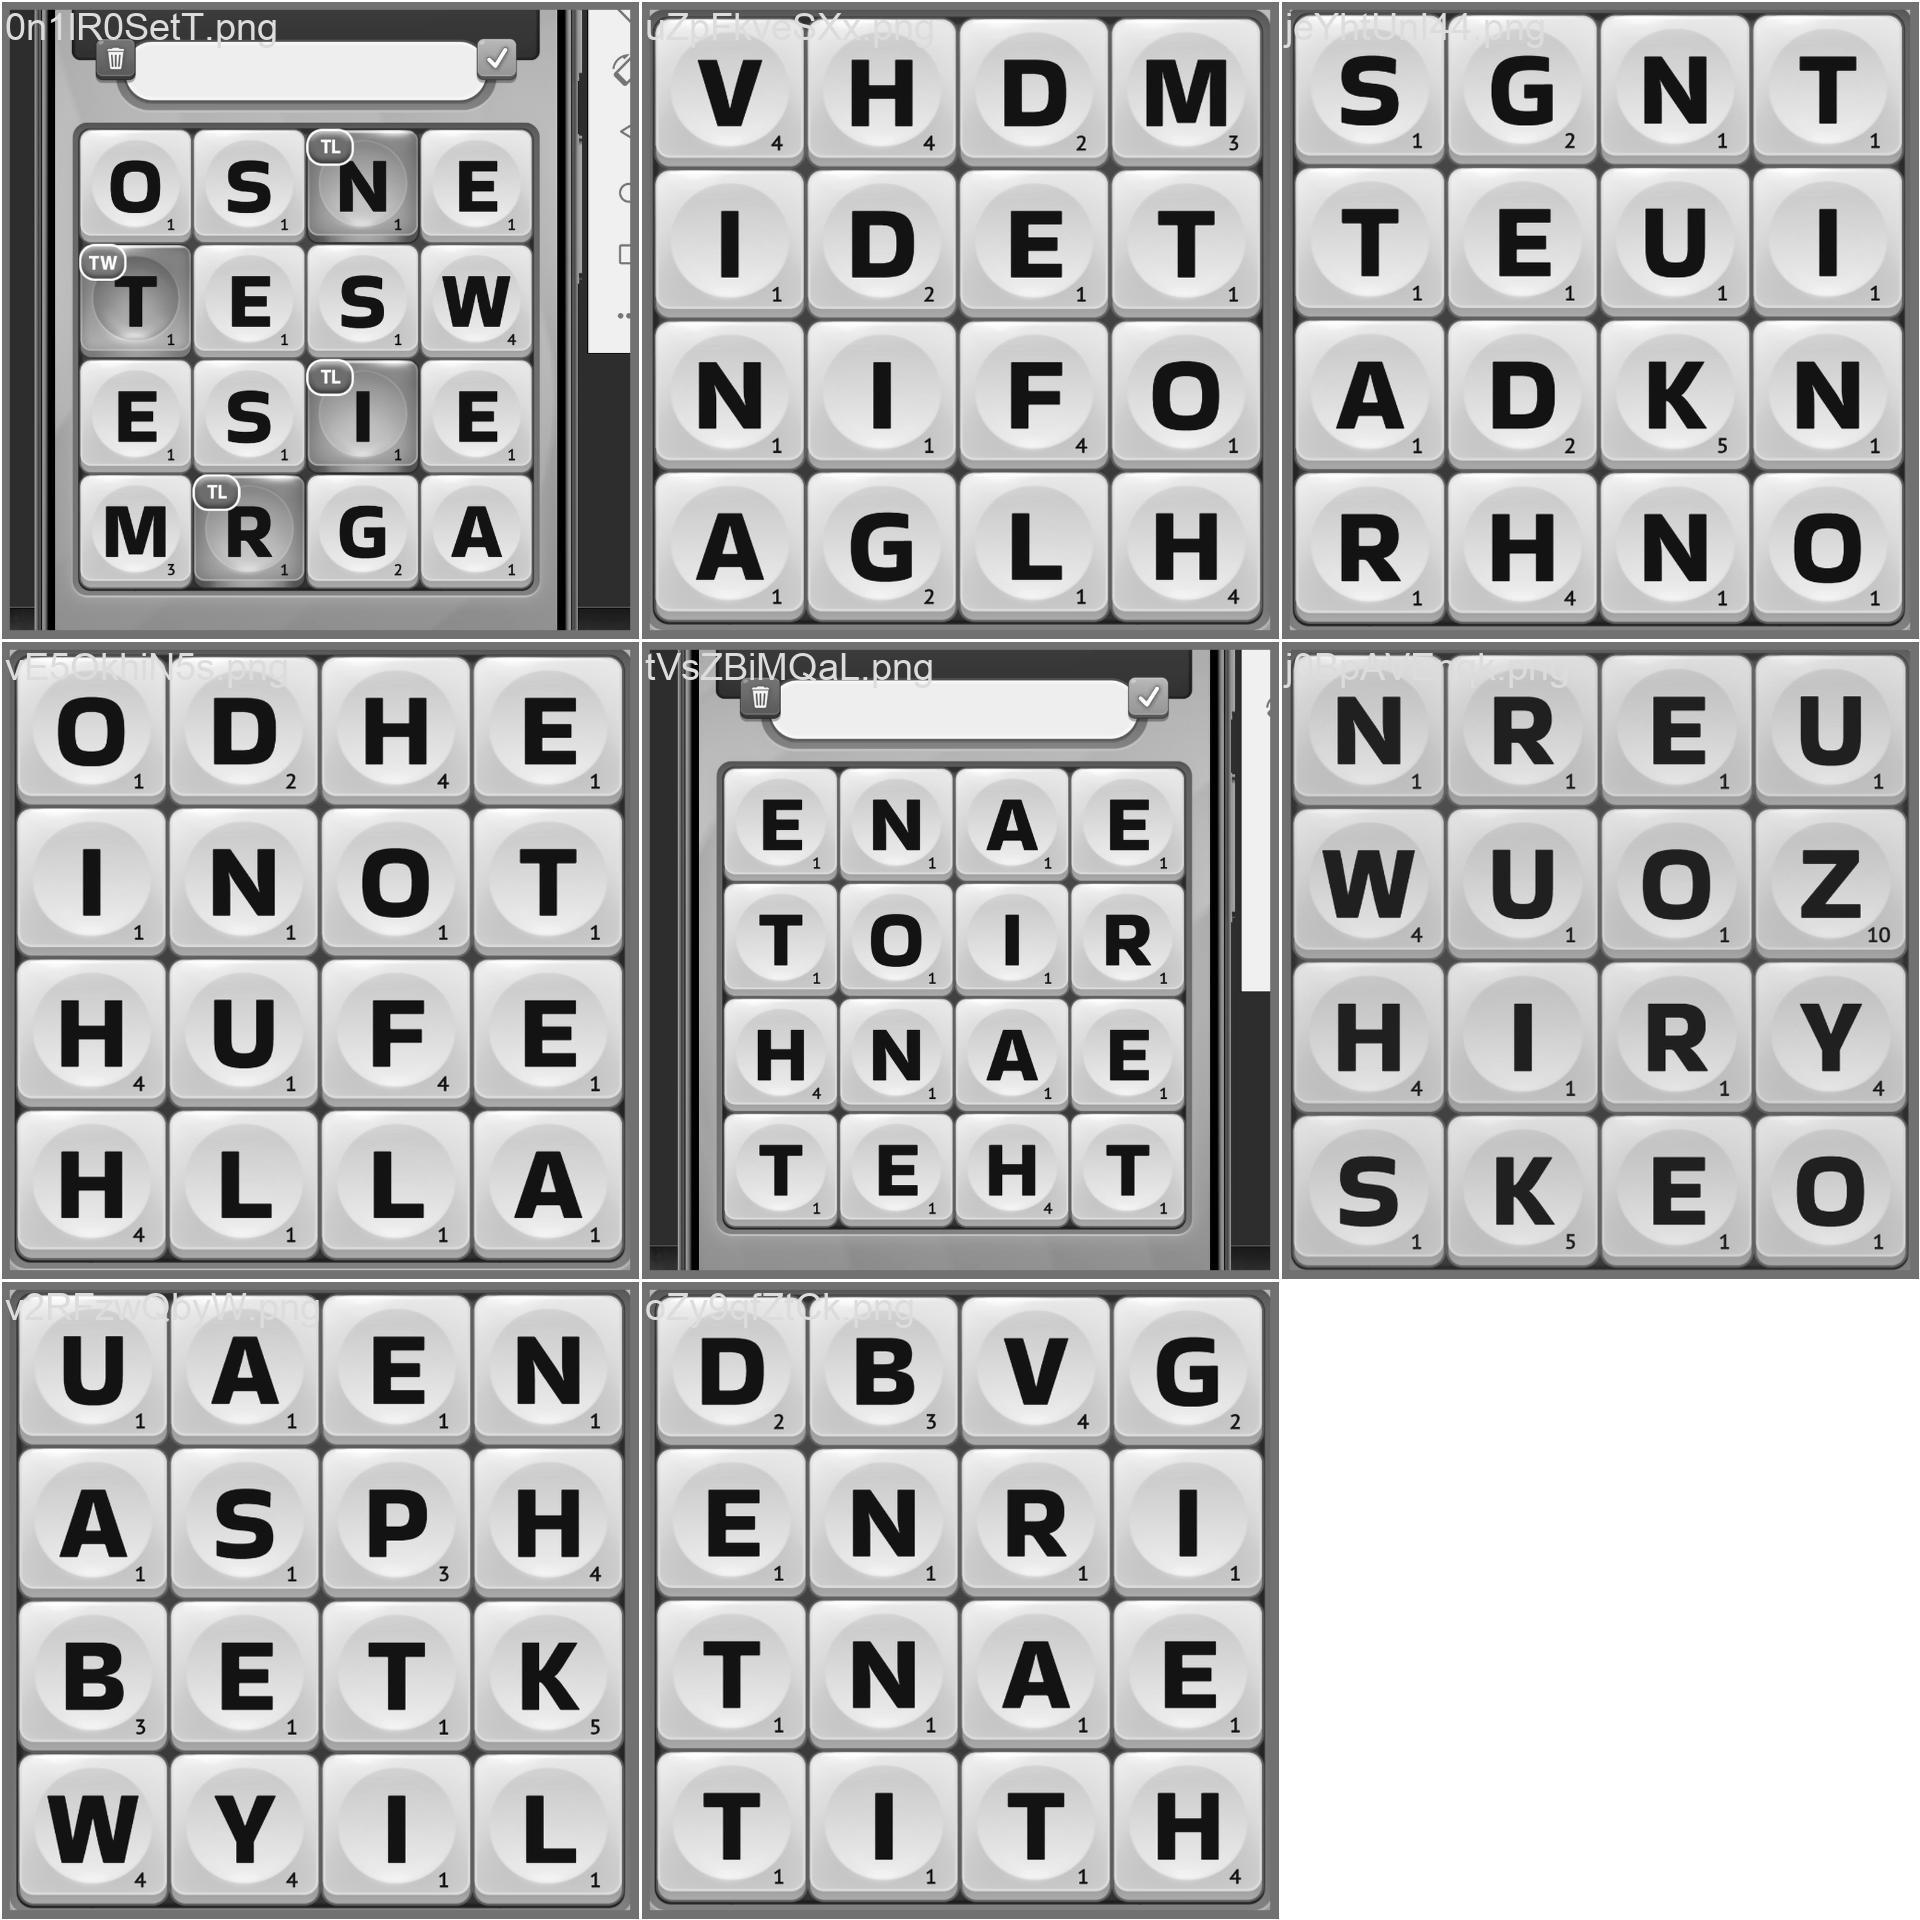 0n1IR0SetT.png
O 1 S 1 TL N 1 E 1
TW T 1 E 1 S 1 W 4
E 1 S 1 TL I 1 E 1
M 3 TL R 1 G 2 A 1
uZpFkveSXx.png
V 4 H 4 D 2 M 3
I 1 D 2 E 1 T 1
N 1 I 1 F 4 O 1
A 1 G 2 L 1 H 4
S 1 G 2 N 1 T 1
T 1 E 1 U 1 I 1
A 1 D 2 K 5 N 1
R 1 H 4 N 1 O 1
vE5OkhiN5s.png
O 1 D 2 H 4 E 1
I 1 N 1 O 1 T 1
H 4 U 1 F 4 E 1
H 4 L 1 L 1 A 1
tVsZBiMQaL.png
E 1 N 1 A 1 E 1
T 1 O 1 I 1 R 1
H 4 N 1 A 1 E 1
T 1 E 1 H 4 T 1
N 1 R 1 E 1 U 1
W 4 U 1 O 1 Z 10
H 4 I 1 R 1 Y 4
S 1 K 5 E 1 O 1
v2RFzwQbyW.png
U 1 A 1 E 1 N 1
A 1 S 1 P 3 H 4
B 3 E 1 T 1 K 5
W 4 Y 4 I 1 L 1
oZy9qfZtCk.png
D 2 B 3 V 4 G 2
E 1 N 1 R 1 I 1
T 1 N 1 A 1 E 1
T 1 I 1 T 1 H 4